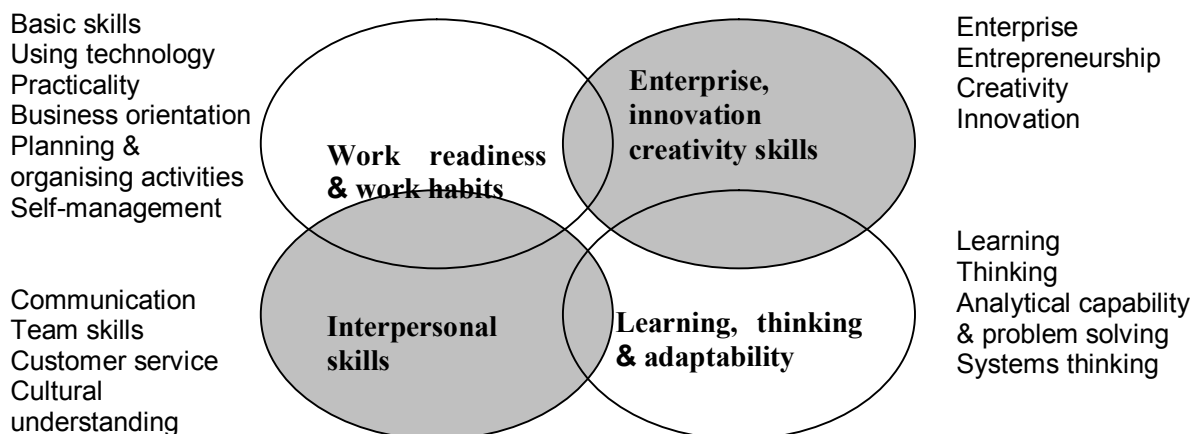 Basic skills
Using technology
Practicality
Business orientation
Planning &
organising activities
Self-management
Work readiness
& work habits
Enterprise,
innovation
creativity skills
Enterprise
Entrepreneurship
Creativity
Innovation
Communication
Team skills
Customer service
Cultural
understanding
Interpersonal
skills
Learning, thinking
& adaptability
Learning
Thinking
Analytical capability
& problem solving
Systems thinking